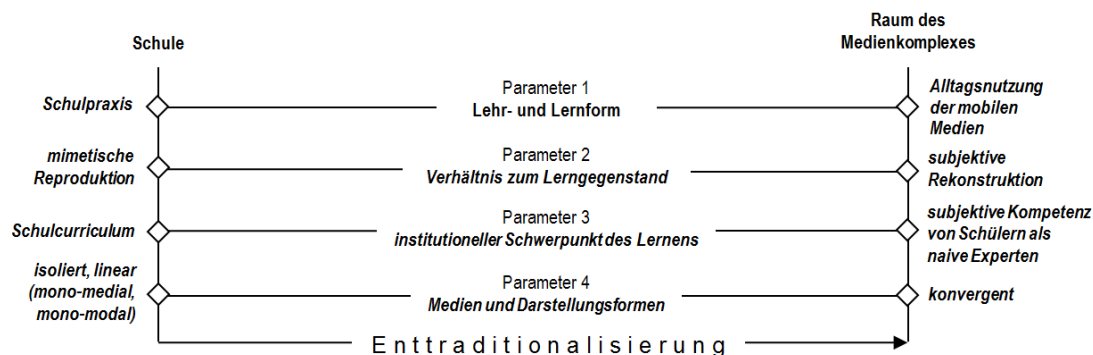 Schule
Raum des
Medienkomplexes
Schulpraxis
Parameter 1
Lehr- und Lernform
Alltagsnutzung
der mobilen
Medien
mimetische
Reproduktion
Parameter 2
Verhältnis zum Lerngegenstand
subjektive
Rekonstruktion
Schulcurriculum
Parameter 3
institutioneller Schwerpunkt des Lernens
subjektive Kompetenz
von Schülern als
naive Experten
isoliert, linear
(mono-medial,
mono-modal)
Parameter 4
Medien und Darstellungsformen
konvergent
Enttraditionalisierung